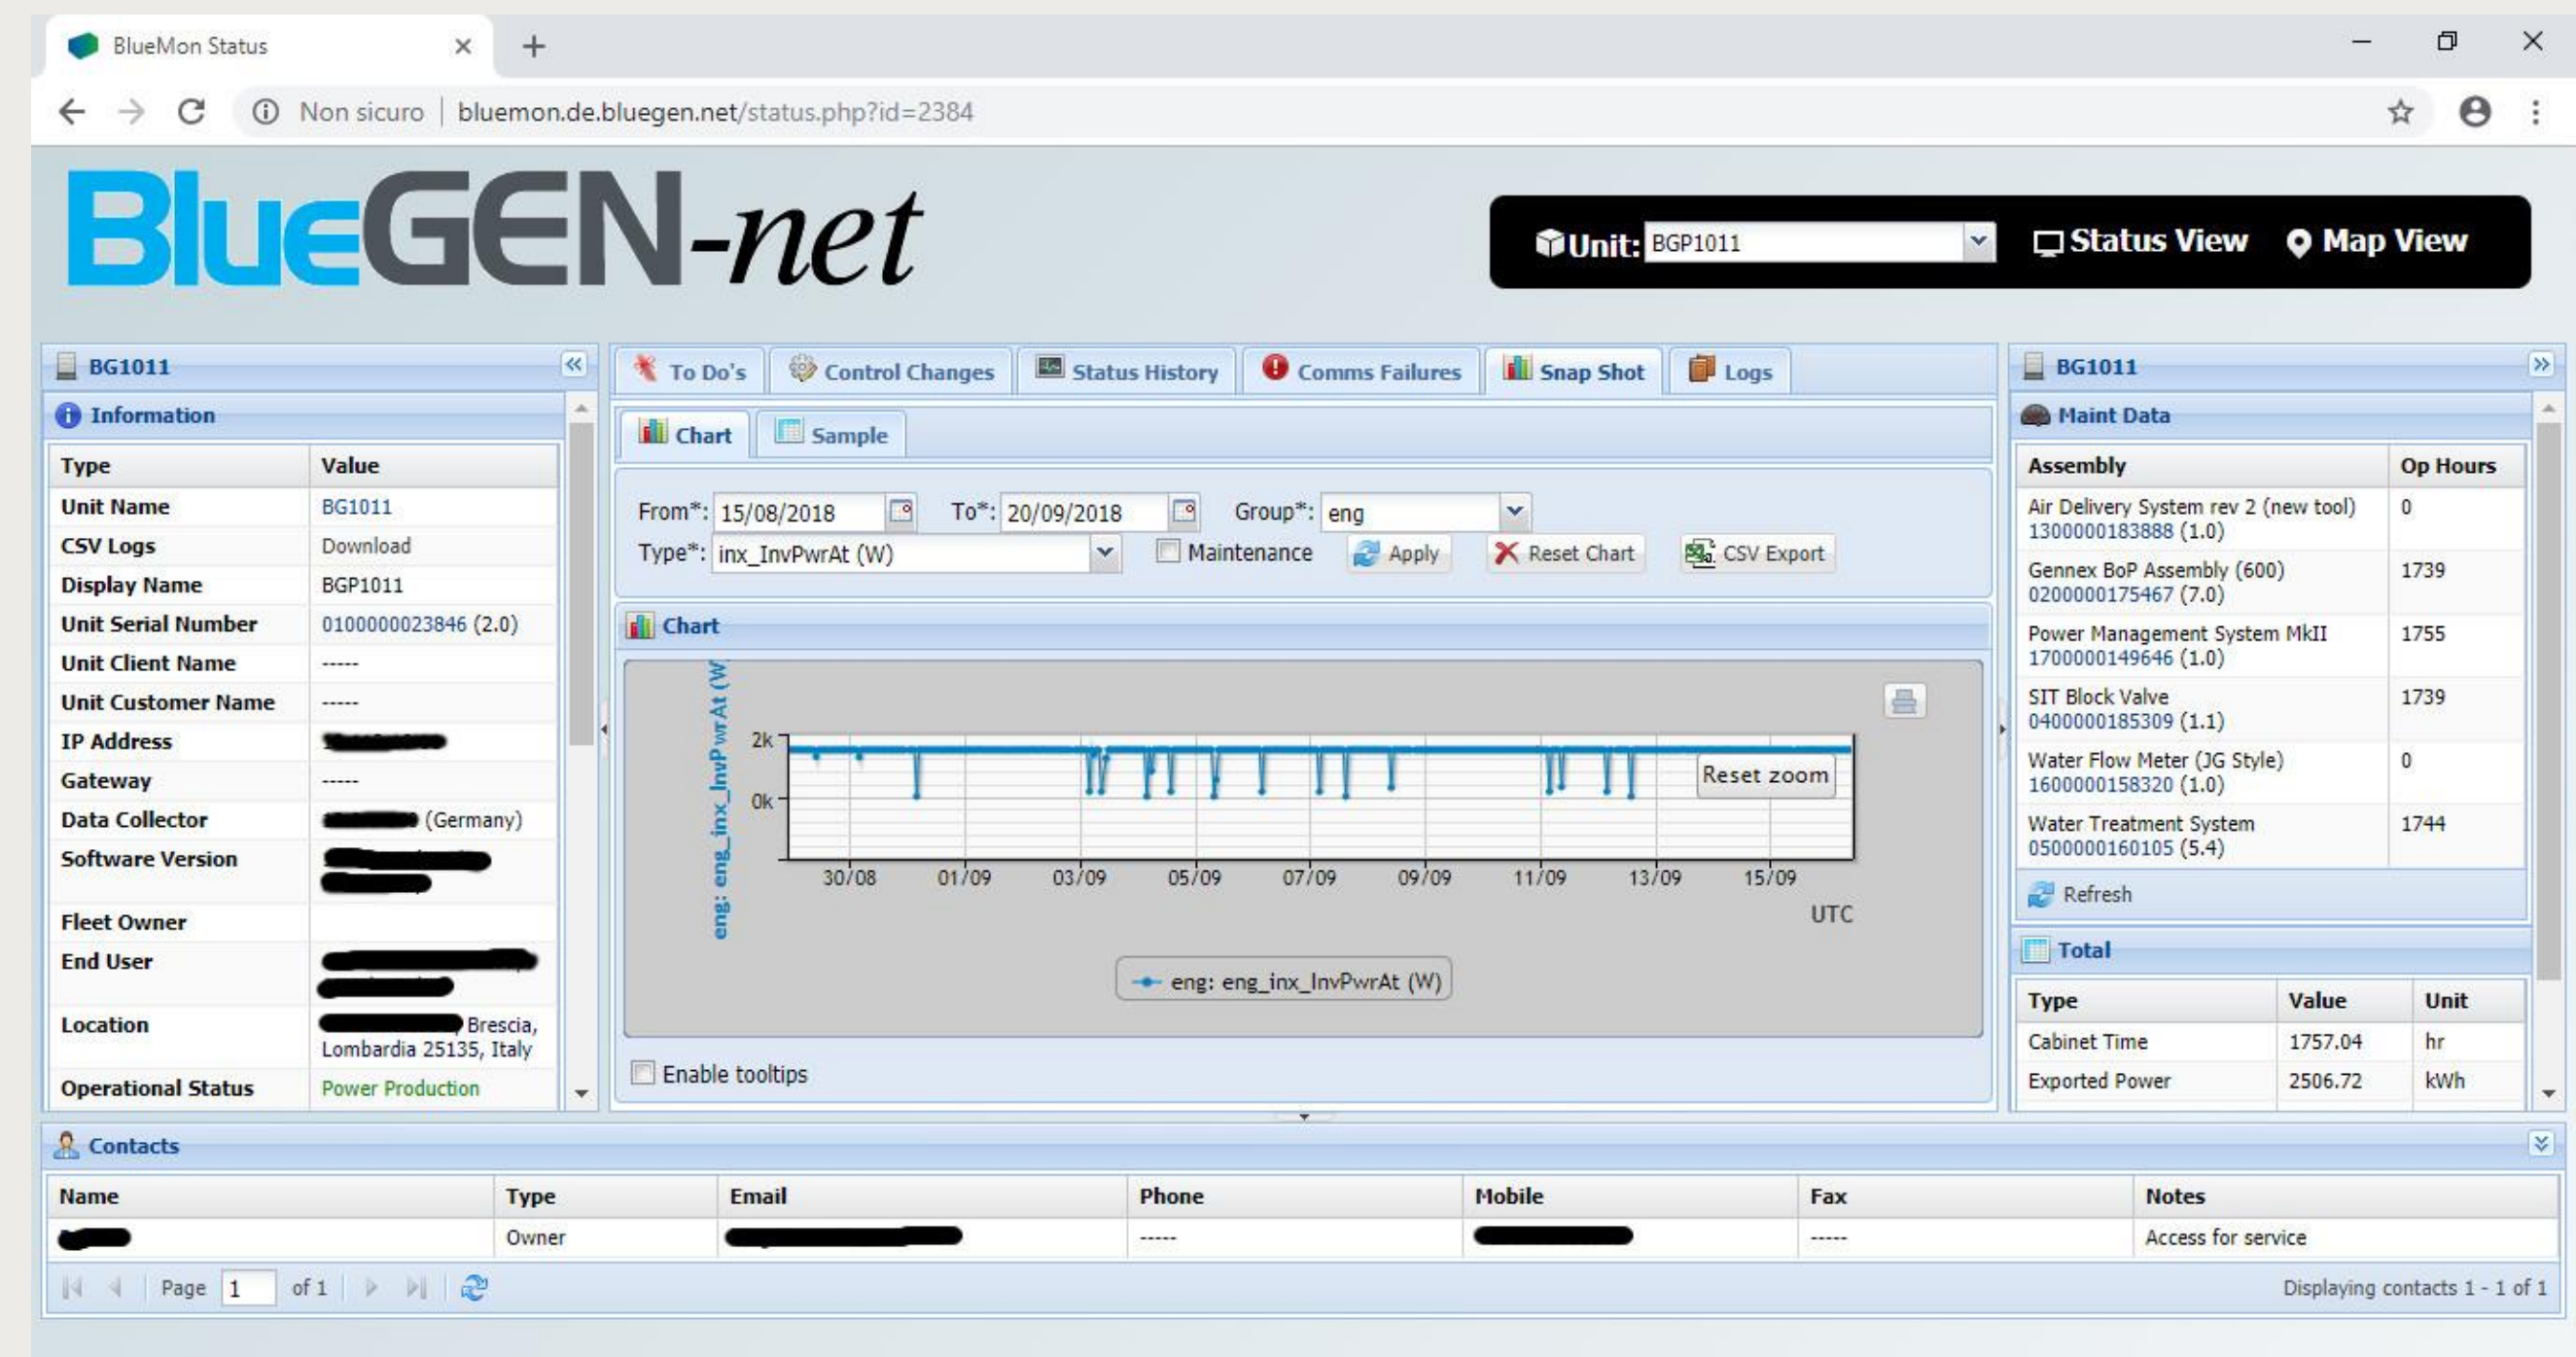 BlueMon Status
Non sicuro | bluemon.de.bluegen.net/status.php?id=2384
BlueGEN-net
Unit: BGP1011 Status View Map View
BG1011
Information
Type Value
Unit Name BG1011
CSV Logs Download
Display Name BGP1011
Unit Serial Number 0100000023846 (2.0)
Unit Client Name -----
Unit Customer Name -----
IP Address
Gateway -----
Data Collector (Germany)
Software Version
Fleet Owner
End User
Location Brescia,
Lombardia 25135, Italy
Operational Status Power Production
To Do's Control Changes Status History Comms Failures Snap Shot Logs
Chart Sample
From*: 15/08/2018 To*: 20/09/2018 Group*: eng
Type*: inx_InvPwrAt (W) Maintenance Apply Reset Chart CSV Export
Chart
eng: eng_inx_InvPwrAt (W
2k
0k
Reset zoom
30/08 01/09 03/09 05/09 07/09 09/09 11/09 13/09 15/09
UTC
eng: eng_inx_InvPwrAt (W)
Enable tooltips
BG1011
Maint Data
Assembly Op Hours
Air Delivery System rev 2 (new tool) 0
1300000183888 (1.0)
Gennex BoP Assembly (600) 1739
0200000175467 (7.0)
Power Management System MkII 1755
1700000149646 (1.0)
SIT Block Valve 1739
0400000185309 (1.1)
Water Flow Meter (JG Style) 0
1600000158320 (1.0)
Water Treatment System 1744
0500000160105 (5.4)
Refresh
Total
Type Value Unit
Cabinet Time 1757.04 hr
Exported Power 2506.72 kWh
Contacts
Name Type Email Phone Mobile Fax Notes
Owner ----- ----- Access for service
Page 1 of 1
Displaying contacts 1 - 1 of 1